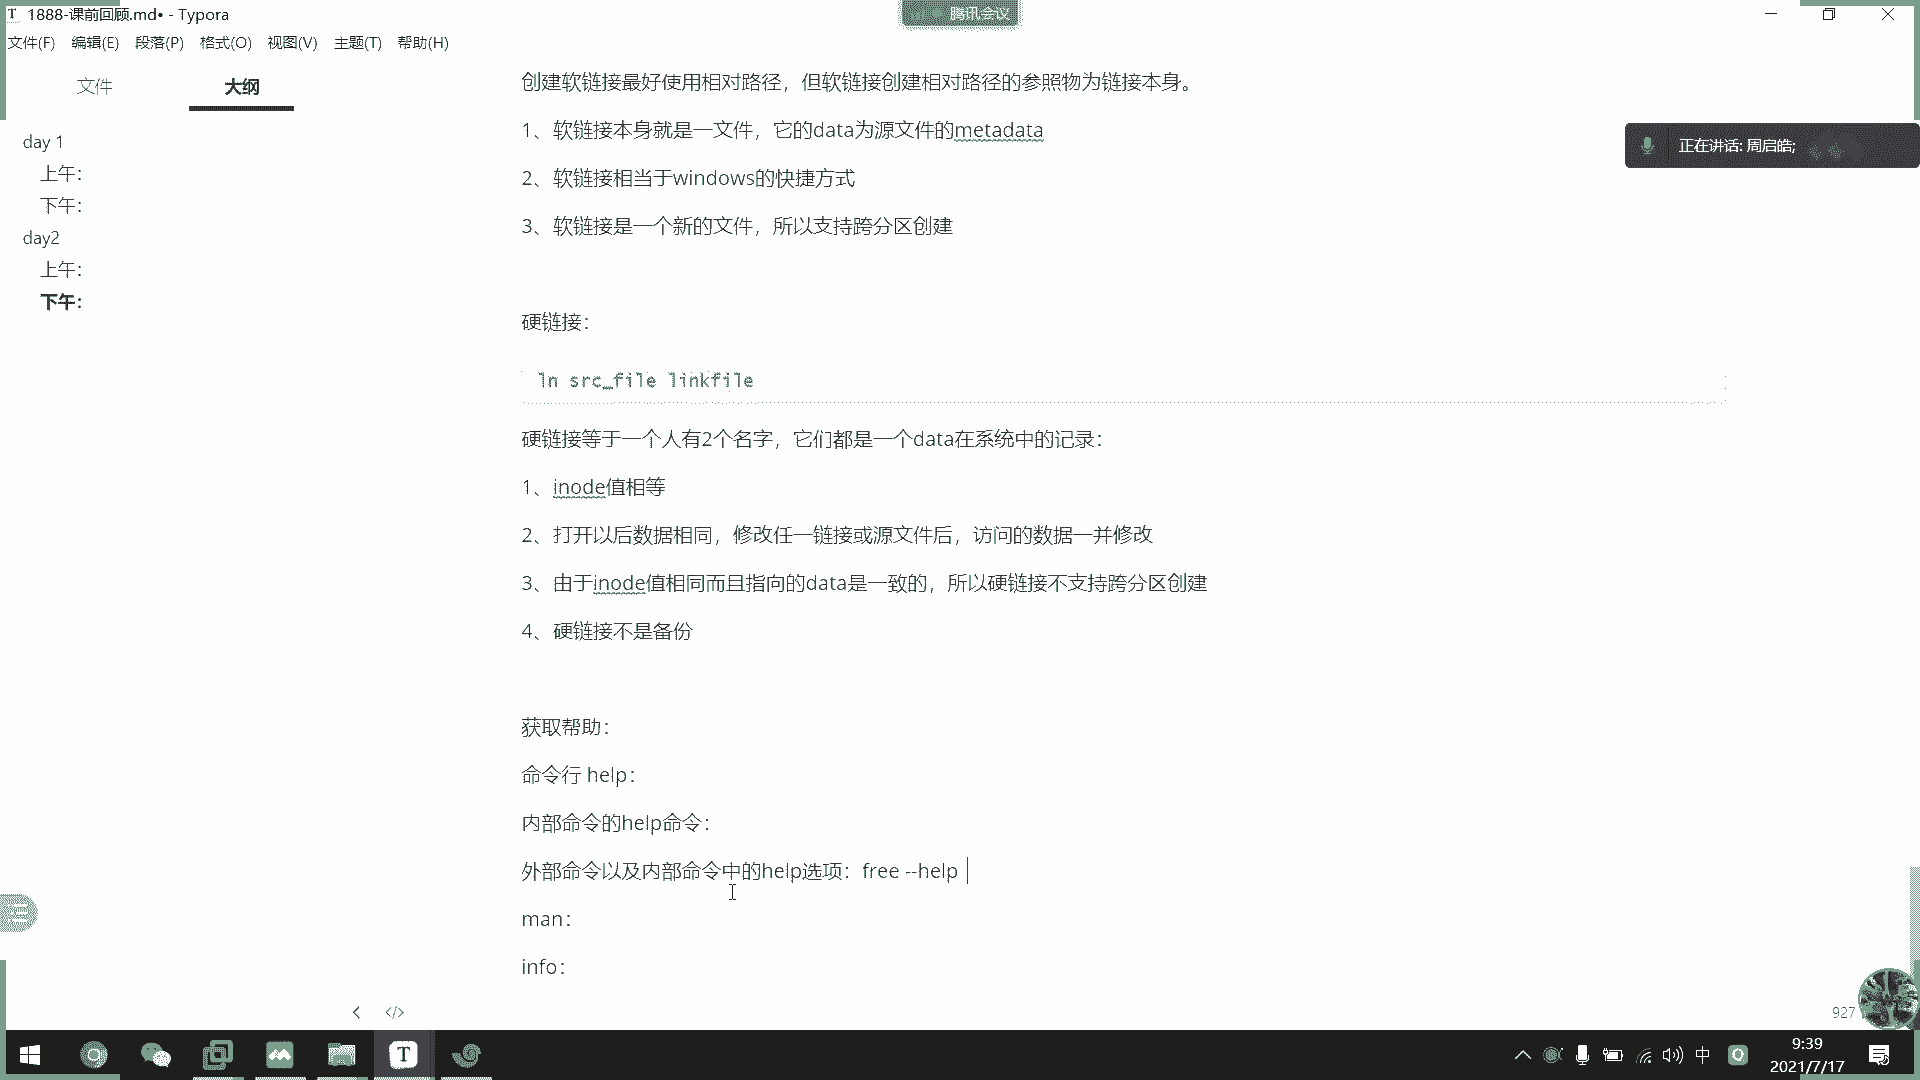 T 1888-课前回顾.md• - Typora
腾讯会议
文件(F) 编辑(E) 段落(P) 格式(O) 视图(V) 主题(T) 帮助(H)
文件 大纲
day 1
上午：
下午：
day2
上午：
下午：
创建软链接最好使用相对路径，但软链接创建相对路径的参照物为链接本身。
1、软链接本身就是一文件，它的data为源文件的metadata
正在讲话: 周启皓;
2、软链接相当于windows的快捷方式
3、软链接是一个新的文件，所以支持跨分区创建
硬链接：
ln src_file linkfile
硬链接等于一个人有2个名字，它们都是一个data在系统中的记录：
1、inode值相等
2、打开以后数据相同，修改任一链接或源文件后，访问的数据一并修改
3、由于inode值相同而且指向的data是一致的，所以硬链接不支持跨分区创建
4、硬链接不是备份
获取帮助：
命令行 help：
内部命令的help命令：
外部命令以及内部命令中的help选项：free --help
man：
info：
</>
927
T
中
9:39
2021/7/17